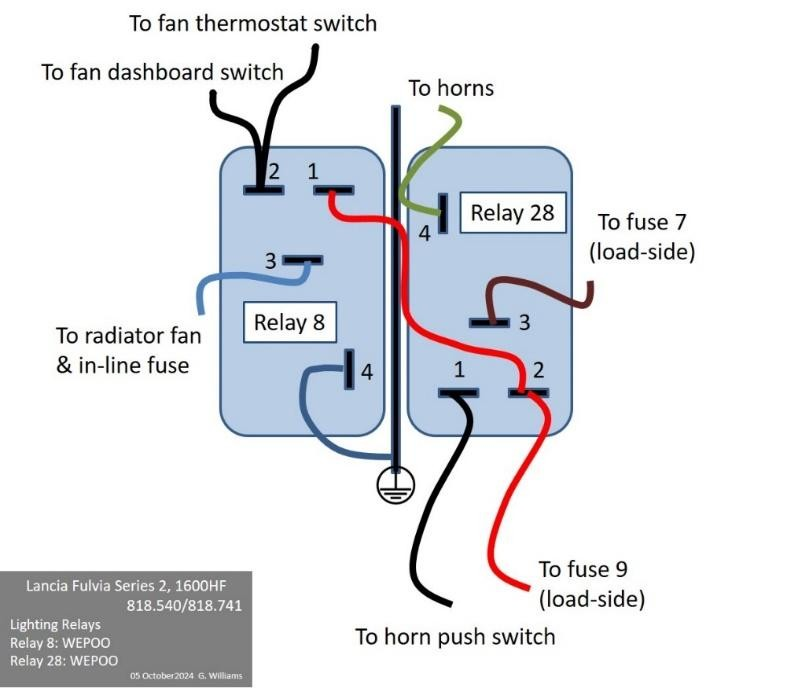 To fan thermostat switch
To fan dashboard switch
To horns
2 1
4
Relay 28
To fuse 7
(load-side)
3
Relay 8
3
To radiator fan
& in-line fuse
4
1 2
To fuse 9
(load-side)
To horn push switch
Lancia Fulvia Series 2, 1600HF
818.540/818.741
Lighting Relays
Relay 8: WEPOO
Relay 28: WEPOO
05 October2024 G. Williams